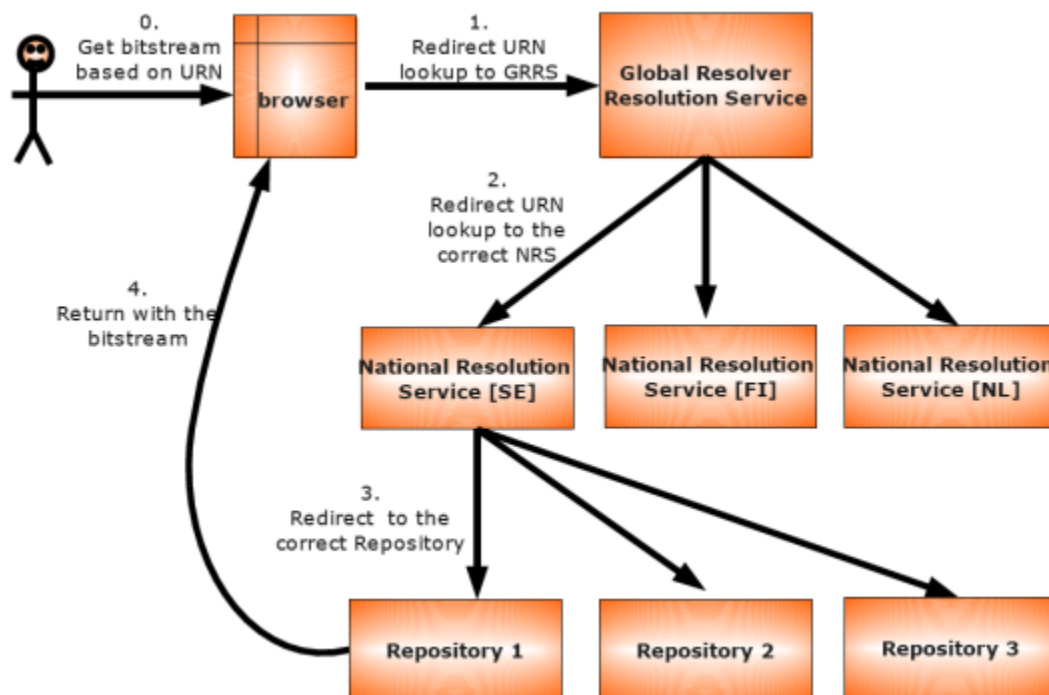 0.
Get bitstream
based on URN
browser
1.
Redirect URN
lookup to GRRS
Global Resolver
Resolution Service
2.
Redirect URN
lookup to the
correct NRS
4.
Return with the
bitstream
National Resolution
Service [SE]
National Resolution
Service [FI]
National Resolution
Service [NL]
3.
Redirect to the
correct Repository
Repository 1
Repository 2
Repository 3